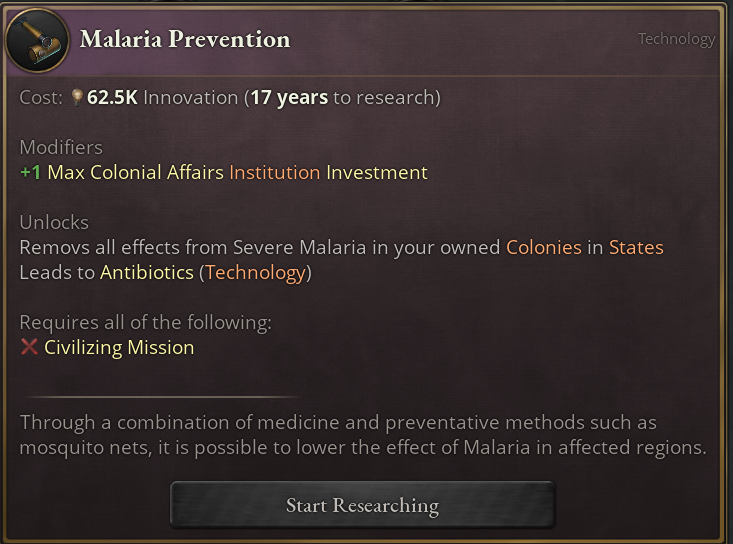 Malaria Prevention
Technology
Cost: 62.5K Innovation (17 years to research)
Modifiers
+1 Max Colonial Affairs Institution Investment
Unlocks
Removs all effects from Severe Malaria in your owned Colonies in States
Leads to Antibiotics (Technology)
Requires all of the following:
Civilizing Mission
Through a combination of medicine and preventative methods such as
mosquito nets, it is possible to lower the effect of Malaria in affected regions.
Start Researching